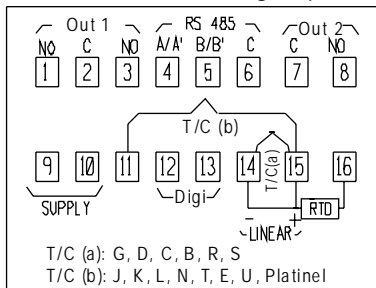 Out 1 RS 485 Out 2
NO C NO A/A' B/B' C C NO
1 2 3 4 5 6 7 8
T/C (b)
T/C(a)
9 10 11 12 13 14 15 16
SUPPLY Digi - + RTD
LINEAR
T/C (a): G, D, C, B, R, S
T/C (b): J, K, L, N, T, E, U, Platinel